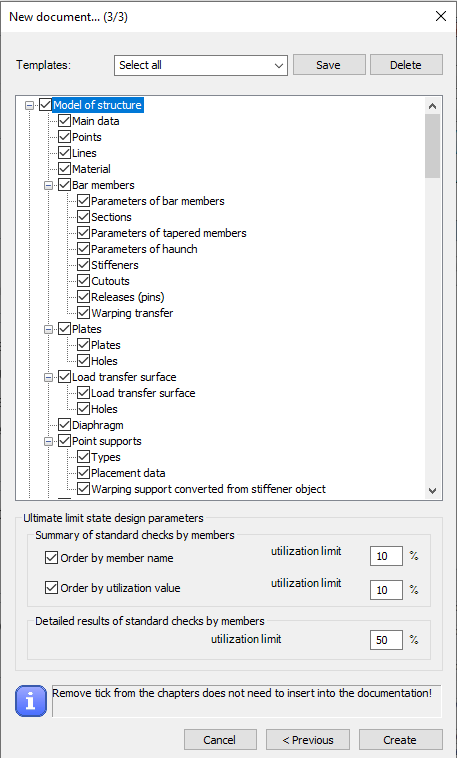 New document... (3/3)
Templates: Select all Save Delete
Model of structure
Main data
Points
Lines
Material
Bar members
Parameters of bar members
Sections
Parameters of tapered members
Parameters of haunch
Stiffeners
Cutouts
Releases (pins)
Warping transfer
Plates
Plates
Holes
Load transfer surface
Load transfer surface
Holes
Diaphragm
Point supports
Types
Placement data
Warping support converted from stiffener object
Ultimate limit state design parameters
Summary of standard checks by members
Order by member name utilization limit 10 %
Order by utilization value utilization limit 10 %
Detailed results of standard checks by members
utilization limit 50 %
Remove tick from the chapters does not need to insert into the documentation!
Cancel < Previous Create